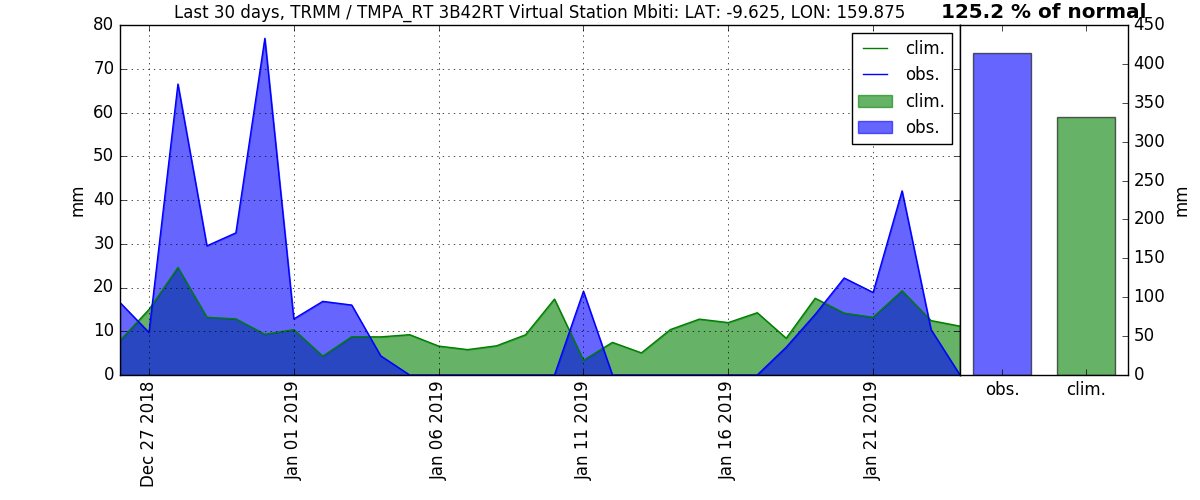 Last 30 days, TRMM / TMPA_RT 3B42RT Virtual Station Mbiti: LAT: -9.625, LON: 159.875
125.2 % of normal
80
70
60
50
40
30
20
10
0
mm
clim.
obs.
clim.
obs.
Dec 27 2018
Jan 01 2019
Jan 06 2019
Jan 11 2019
Jan 16 2019
Jan 21 2019
450
400
350
300
250
200
150
100
50
0
mm
obs.
clim.